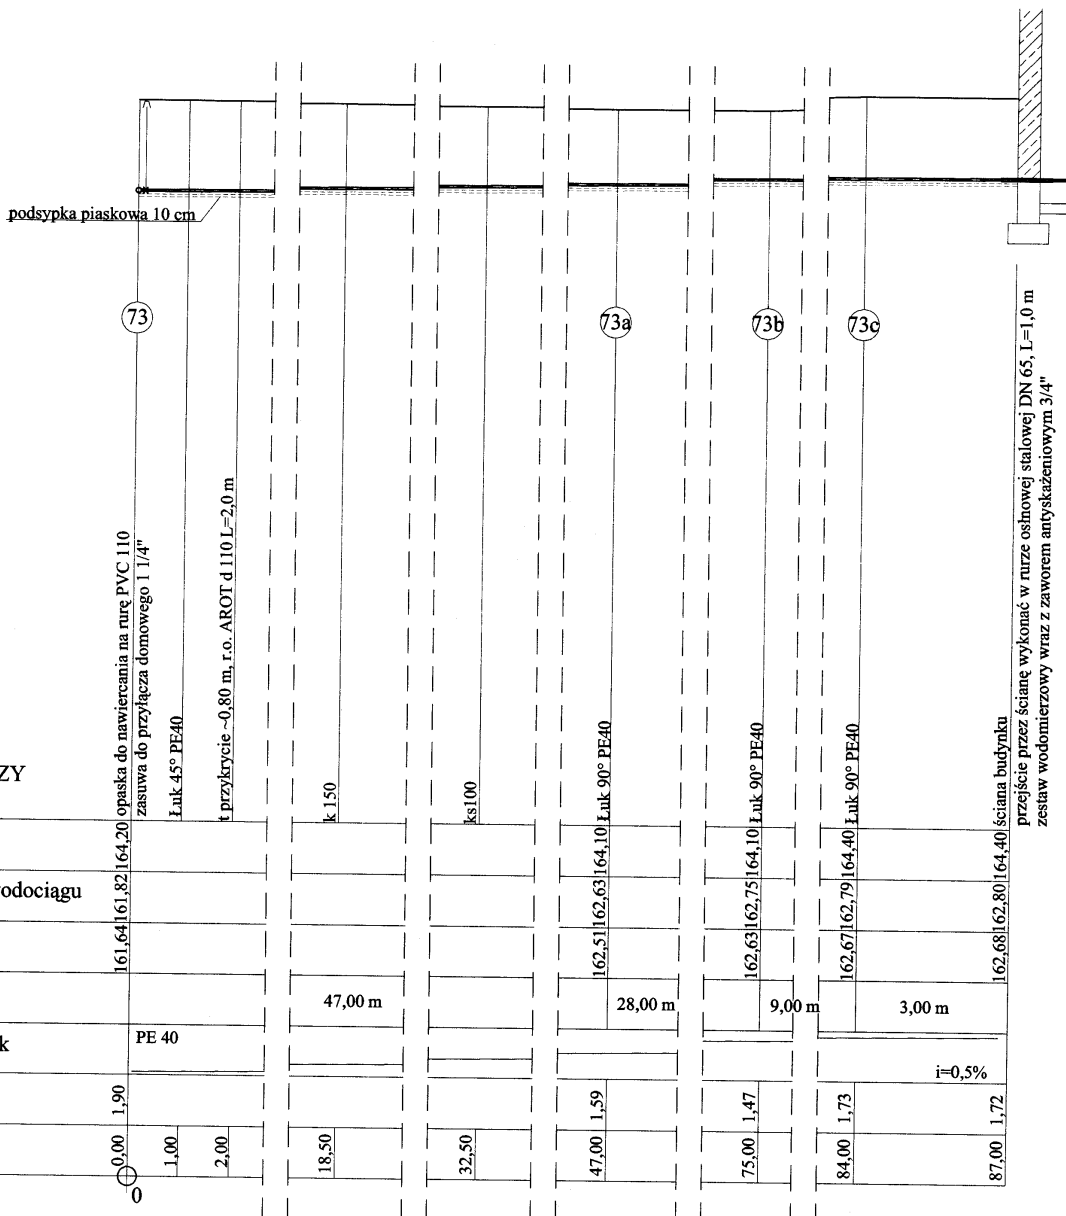 podsypka piaskowa 10 cm
73
73a
73b
73c
opaska do nawiercania na rurę PVC 110
zasuwa do przyłącza domowego 1 1/4"
Łuk 45° PE40
t przykrycie ~0,80 m, r.o. AROT d 110 L=2,0 m
k 150
ks100
Łuk 90° PE40
Łuk 90° PE40
Łuk 90° PE40
ściana budynku
przejście przez ścianę wykonać w rurze osłnowej stalowej DN 65, L=1,0 m
zestaw wodomierzowy wraz z zaworem antyskażeniowym 3/4"
ZY
164,20
164,10
164,10
164,40
164,40
odociągu
161,82
162,63
162,75
162,79
162,80
161,64
162,51
162,63
162,67
162,68
47,00 m
28,00 m
9,00 m
3,00 m
k
PE 40
i=0,5%
1,90
1,59
1,47
1,73
1,72
0,00
1,00
2,00
18,50
32,50
47,00
75,00
84,00
87,00
0